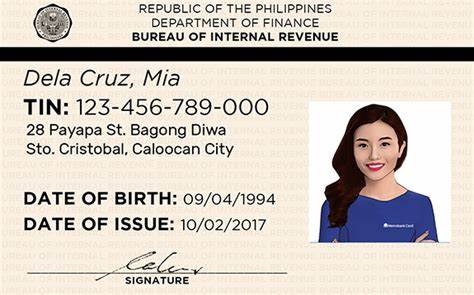 REPUBLIC OF THE PHILIPPINES
DEPARTMENT OF FINANCE
BUREAU OF INTERNAL REVENUE
Dela Cruz, Mia
TIN: 123-456-789-000
28 Payapa St. Bagong Diwa
Sto. Cristobal, Caloocan City
DATE OF BIRTH: 09/04/1994
DATE OF ISSUE: 10/02/2017
Metrobank Card
SIGNATURE